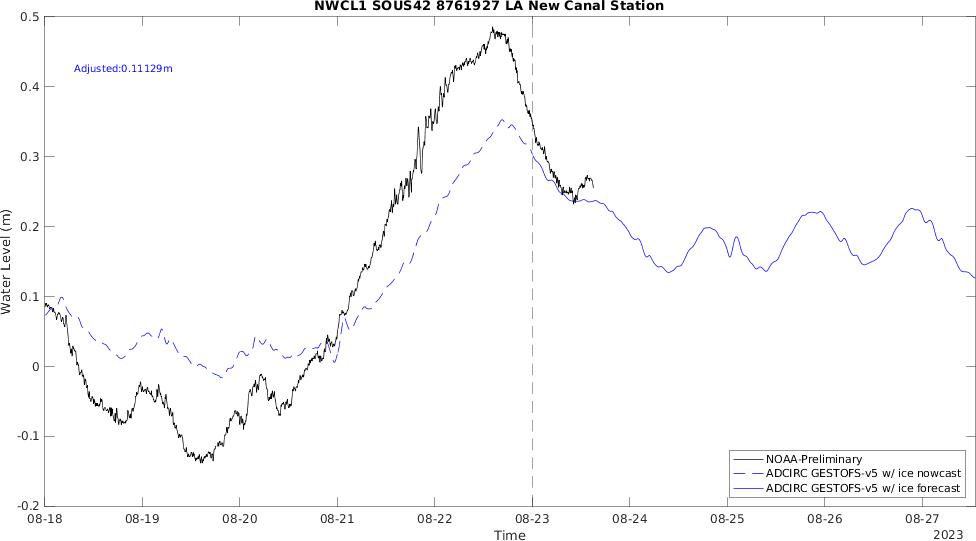 NWCL1 SOUS42 8761927 LA New Canal Station
0.5
0.4
0.3
0.2
0.1
0
-0.1
-0.2
Water Level (m)
Adjusted:0.11129m
NOAA-Preliminary
ADCIRC GESTOFS-v5 w/ ice nowcast
ADCIRC GESTOFS-v5 w/ ice forecast
08-18 08-19 08-20 08-21 08-22 08-23 08-24 08-25 08-26 08-27
Time
2023